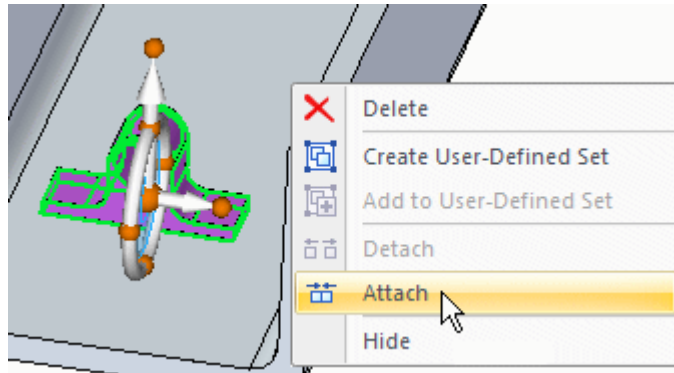 Delete
Create User-Defined Set
Add to User-Defined Set
Detach
Attach
Hide